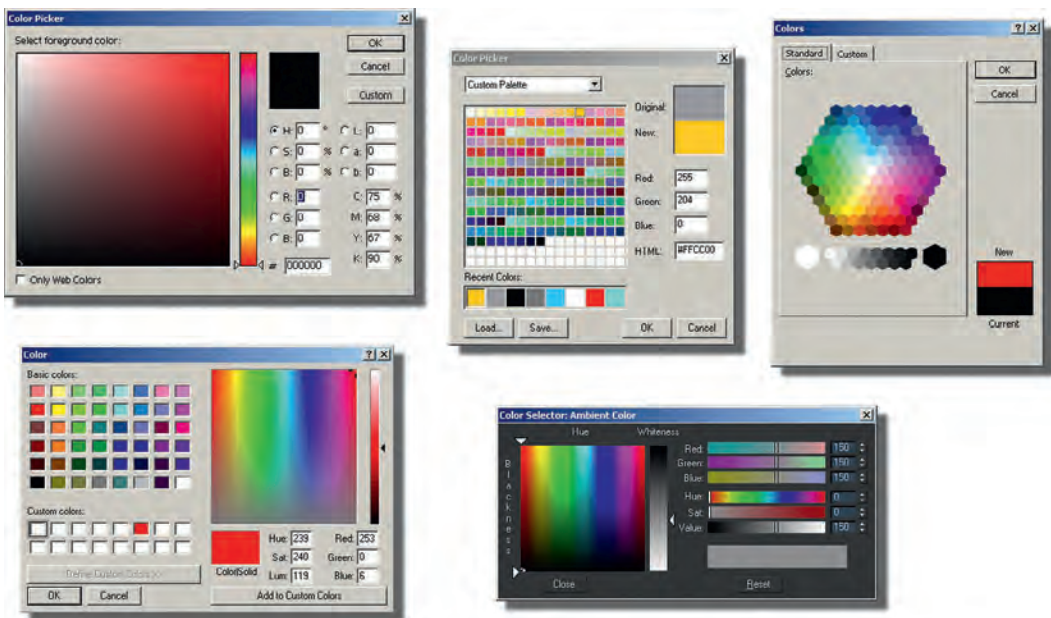 Color Picker
Select foreground color:
OK
Cancel
Custom
H: 0 °
L: 0
S: 0 %
a: 0
B: 0 %
b: 0
R: 0
C: 75 %
G: 0
M: 68 %
B: 0
Y: 67 %
# 000000
K: 90 %
Only Web Colors
Color Picker
Custom Palette
Original:
New:
Red: 255
Green: 204
Blue: 0
HTML: #FFCC00
Recent Colors:
Load...
Save...
OK
Cancel
Colors
Standard
Custom
Colors:
OK
Cancel
New
Current
Color
Basic colors:
Custom colors:
Define Custom Colors >>
OK
Cancel
Color|Solid
Hue: 239
Red: 253
Sat: 240
Green: 0
Lum: 119
Blue: 6
Add to Custom Colors
Color Selector: Ambient Color
Hue
Whiteness
Blackness
Red: 150
Green: 150
Blue: 150
Hue: 0
Sat: 0
Value: 150
Close
Reset